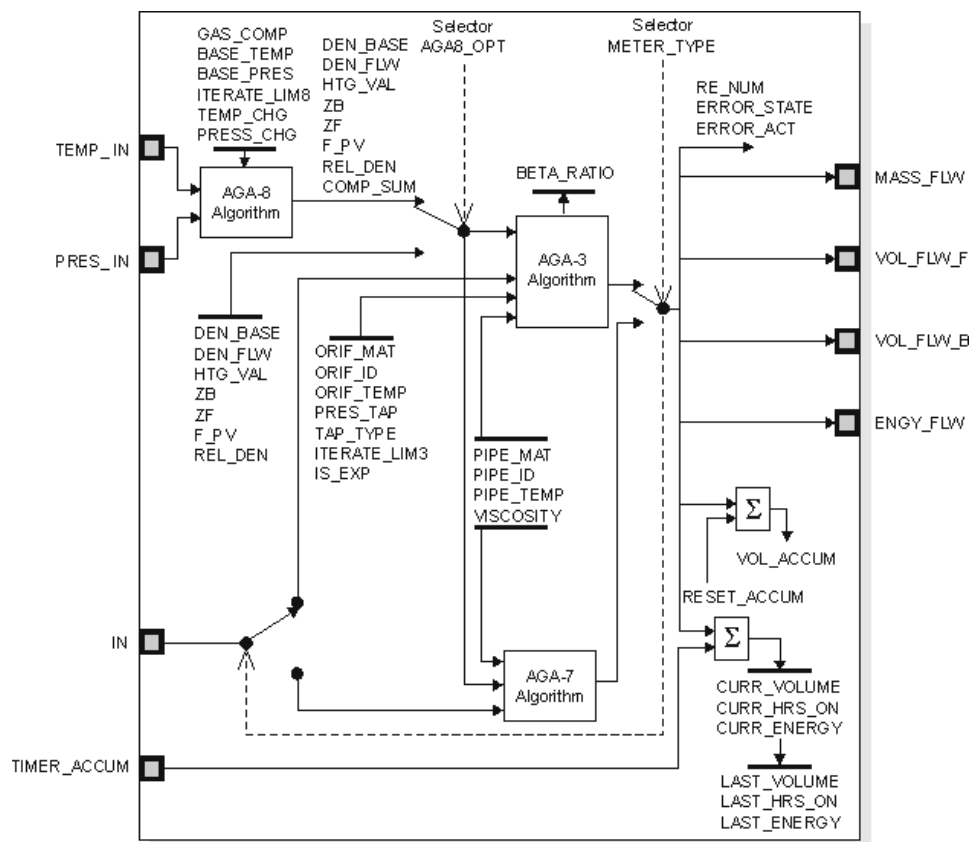 GAS_COMP
BASE_TEMP
BASE_PRES
ITERATE_LIM8
TEMP_CHG
PRESS_CHG
DEN_BASE
DEN_FLW
HTG_VAL
ZB
ZF
F_PV
REL_DEN
COMP_SUM
Selector
AGA8_OPT
Selector
METER_TYPE
RE_NUM
ERROR_STATE
ERROR_ACT
TEMP_IN
PRES_IN
AGA-8
Algorithm
BETA_RATIO
AGA-3
Algorithm
MASS_FLW
VOL_FLW_F
VOL_FLW_B
ENGY_FLW
DEN_BASE
DEN_FLW
HTG_VAL
ZB
ZF
F_PV
REL_DEN
ORIF_MAT
ORIF_ID
ORIF_TEMP
PRES_TAP
TAP_TYPE
ITERATE_LIM3
IS_EXP
PIPE_MAT
PIPE_ID
PIPE_TEMP
VISCOSITY
Σ
VOL_ACCUM
RESET_ACCUM
IN
Σ
AGA-7
Algorithm
CURR_VOLUME
CURR_HRS_ON
CURR_ENERGY
TIMER_ACCUM
LAST_VOLUME
LAST_HRS_ON
LAST_ENERGY